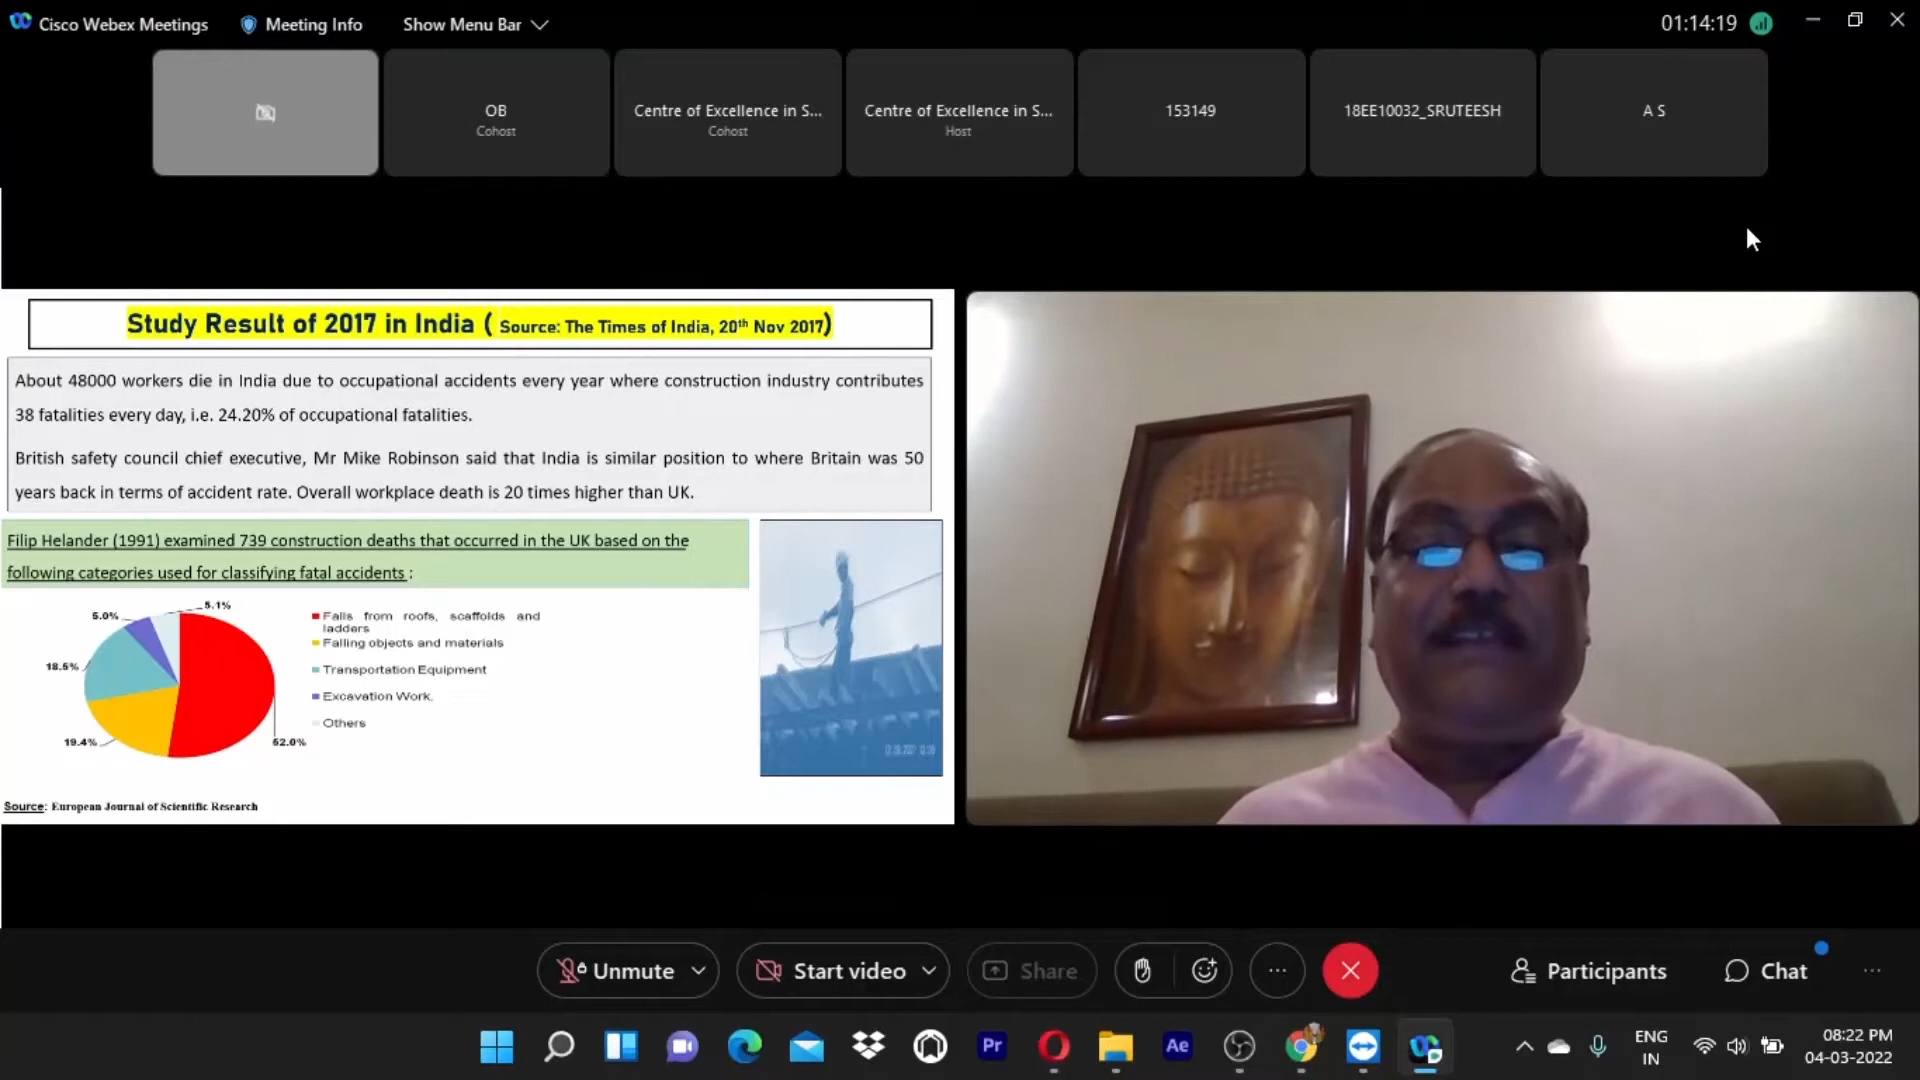 Cisco Webex Meetings
Meeting Info
Show Menu Bar
01:14:19
OB
Cohost
Centre of Excellence in S...
Cohost
Centre of Excellence in S...
Host
153149
18EE10032_SRUTEESH
A S
Study Result of 2017 in India ( Source: The Times of India, 20th Nov 2017)
About 48000 workers die in India due to occupational accidents every year where construction industry contributes
38 fatalities every day, i.e. 24.20% of occupational fatalities.
British safety council chief executive, Mr Mike Robinson said that India is similar position to where Britain was 50
years back in terms of accident rate. Overall workplace death is 20 times higher than UK.
Filip Helander (1991) examined 739 construction deaths that occurred in the UK based on the
following categories used for classifying fatal accidents :
5.1%
5.0%
18.5%
19.4%
52.0%
Falls from roofs, scaffolds and
ladders
Falling objects and materials
Transportation Equipment
Excavation Work.
Others
Source: European Journal of Scientific Research
Unmute
Start video
Share
Participants
Chat
Pr
Ae
ENG
IN
08:22 PM
04-03-2022